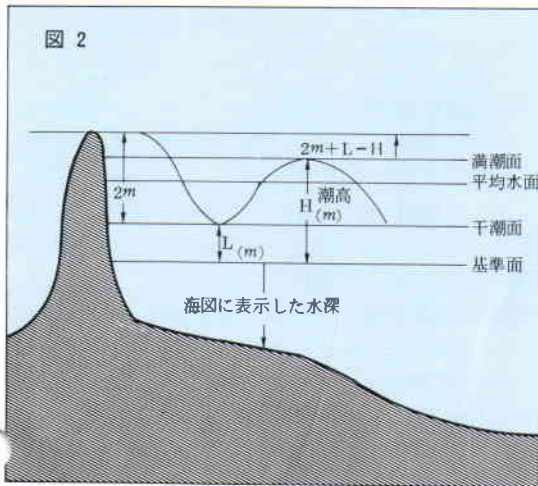 図 2
2m+L−H
満潮面
平均水面
2m
H 潮高
(m)
干潮面
L (m)
基準面
海図に表示した水深